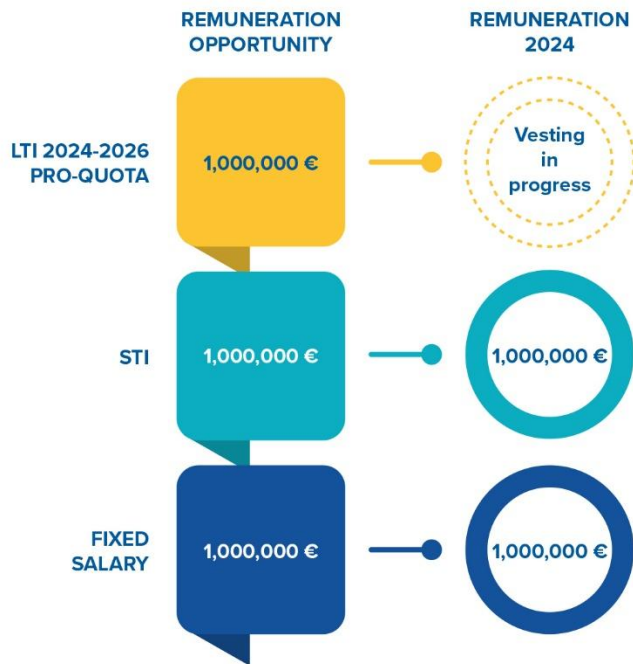 REMUNERATION
OPPORTUNITY
REMUNERATION
2024
LTI 2024-2026
PRO-QUOTA
1,000,000 €
Vesting
in
progress
STI
1,000,000 €
1,000,000 €
FIXED
SALARY
1,000,000 €
1,000,000 €